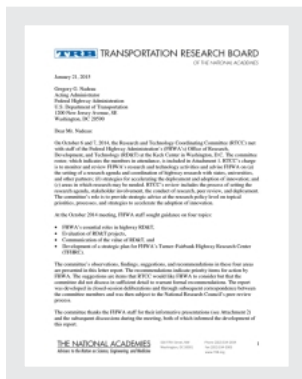 TRB TRANSPORTATION RESEARCH BOARD
OF THE NATIONAL ACADEMIES
January 21, 2015
Gregory G. Nadeau
Acting Administrator
Federal Highway Administration
U.S. Department of Transportation
1200 New Jersey Avenue, SE
Washington, DC 20590
Dear Mr. Nadeau:
On October 6 and 7, 2014, the Research and Technology Coordinating Committee (RTCC) met
with staff of the Federal Highway Administration's (FHWA's) Office of Research,
Development, and Technology (RD&T) at the Keck Center in Washington, D.C. The committee
roster, which indicates the members in attendance, is included in Attachment 1. RTCC's charge
is to monitor and review FHWA's research and technology activities and advise FHWA on (a)
the setting of a research agenda and coordination of highway research with states, universities,
and other partners; (b) strategies for accelerating the deployment and adoption of innovation; and
(c) areas in which research may be needed. RTCC's review includes the process of setting the
research agenda, stakeholder involvement, the conduct of research, peer review, and deployment.
The committee's role is to provide strategic advice at the research policy level on topical
priorities, processes, and strategies to accelerate the adoption of innovation.
At the October 2014 meeting, FHWA staff sought guidance on four topics:
• FHWA's essential roles in highway RD&T,
• Evaluation of RD&T projects,
• Communication of the value of RD&T, and
• Development of a strategic plan for FHWA's Turner-Fairbank Highway Research Center
(TFHRC).
The committee's observations, findings, suggestions, and recommendations in these four areas
are presented in this letter report. The recommendations indicate priority items for action by
FHWA. The suggestions are items that RTCC would like FHWA to consider but that the
committee did not discuss in sufficient detail to warrant formal recommendations. The report
was developed in closed-session deliberations and through subsequent correspondence between
the committee members and was then subject to the National Research Council's peer review
process.
The committee thanks the FHWA staff for their informative presentations (see Attachment 2)
and the subsequent discussions during the meeting, both of which informed the development of
this report.
THE NATIONAL ACADEMIES
Advisers to the Nation on Science, Engineering, and Medicine
1